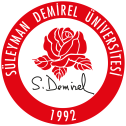 SÜLEYMAN DEMİREL ÜNİVERSİTESİ
S. Demirel
1992